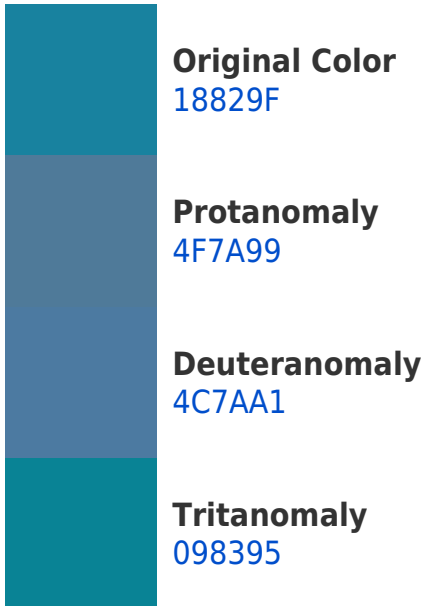 Original Color
18829F
Protanomaly
4F7A99
Deuteranomaly
4C7AA1
Tritanomaly
098395